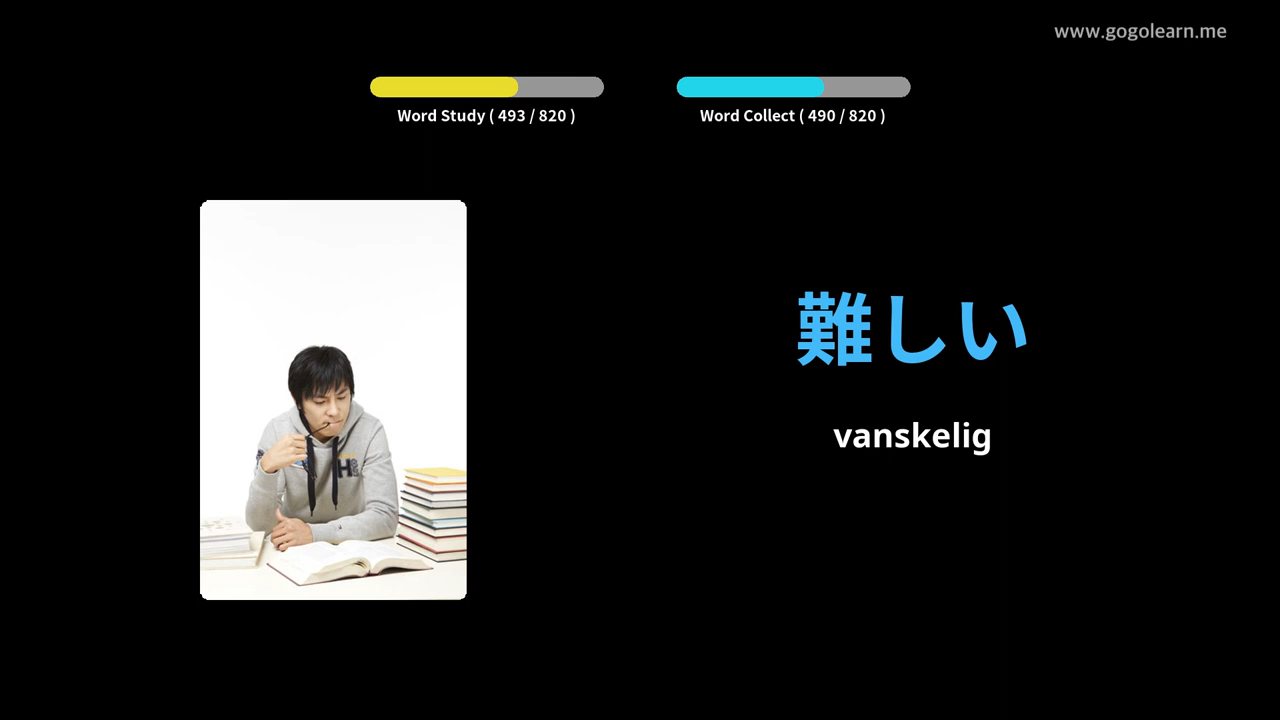 www.gogolearn.me
Word Study ( 493 / 820 )
Word Collect ( 490 / 820 )
難しい
vanskelig
H